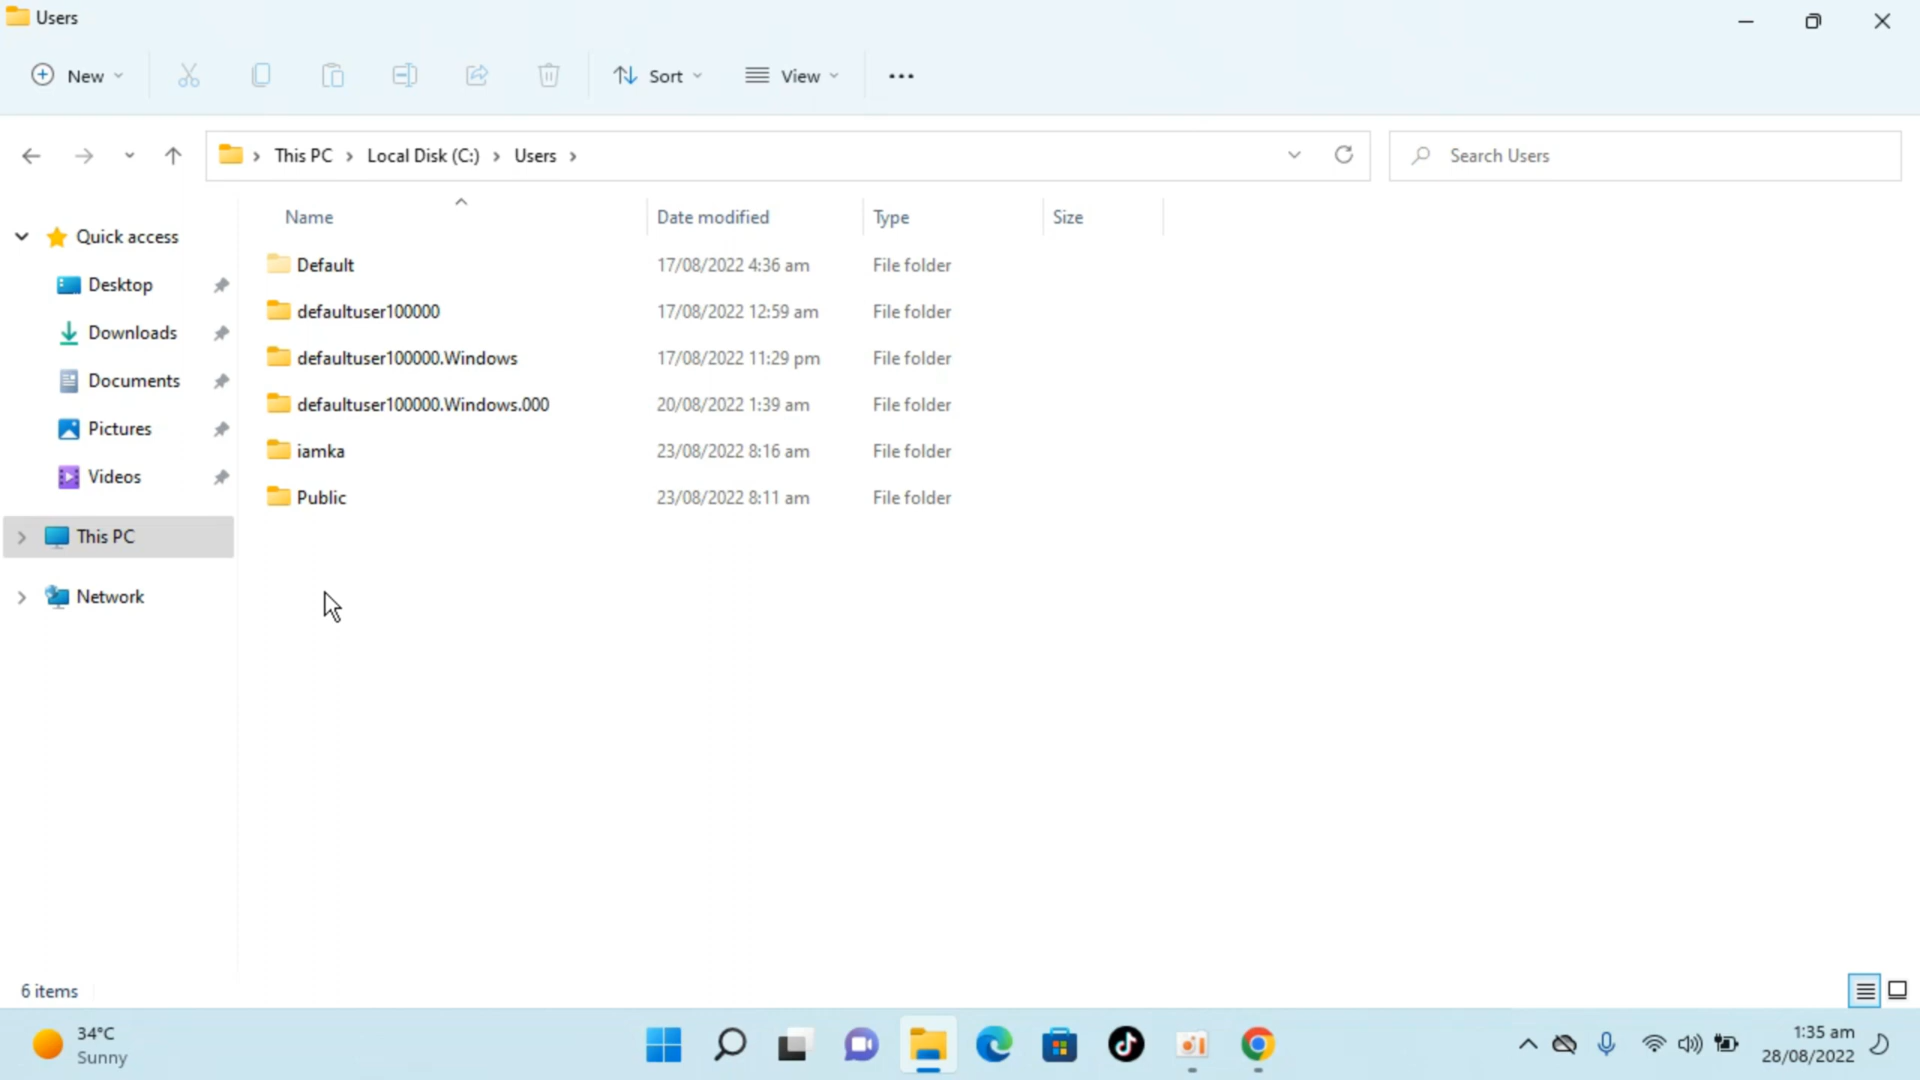 Users
New
Sort
View
This PC
Local Disk (C:)
Users
Search Users
Name
Date modified
Type
Size
Quick access
Desktop
Downloads
Documents
Pictures
Videos
This PC
Network
Default 17/08/2022 4:36 am File folder
defaultuser100000 17/08/2022 12:59 am File folder
defaultuser100000.Windows 17/08/2022 11:29 pm File folder
defaultuser100000.Windows.000 20/08/2022 1:39 am File folder
iamka 23/08/2022 8:16 am File folder
Public 23/08/2022 8:11 am File folder
6 items
34°C
Sunny
1:35 am
28/08/2022